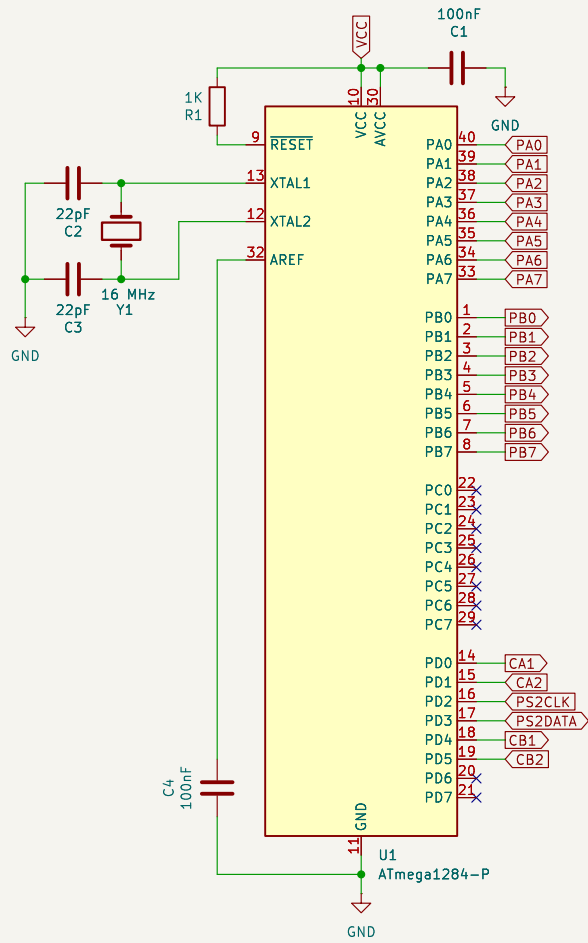 100nF
C1
VCC
GND
1K
R1
22pF
C2
16 MHz
Y1
22pF
C3
GND
10
30
VCC
AVCC
9 RESET
13 XTAL1
12 XTAL2
32 AREF
PA0 40 PA0
PA1 39 PA1
PA2 38 PA2
PA3 37 PA3
PA4 36 PA4
PA5 35 PA5
PA6 34 PA6
PA7 33 PA7
PB0 1 PB0
PB1 2 PB1
PB2 3 PB2
PB3 4 PB3
PB4 5 PB4
PB5 6 PB5
PB6 7 PB6
PB7 8 PB7
PC0 22
PC1 23
PC2 24
PC3 25
PC4 26
PC5 27
PC6 28
PC7 29
PD0 14 CA1
PD1 15 CA2
PD2 16 PS2CLK
PD3 17 PS2DATA
PD4 18 CB1
PD5 19 CB2
PD6 20
PD7 21
C4
100nF
GND
11
U1
ATmega1284-P
GND